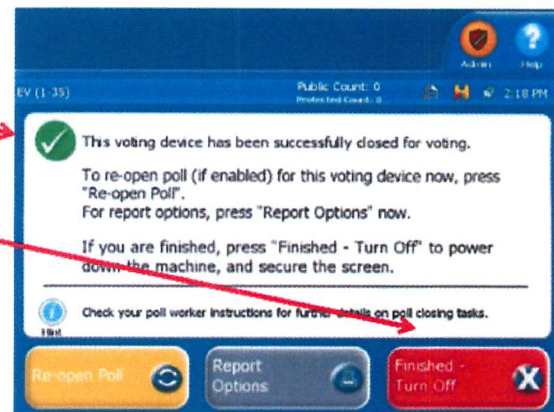 Admin Help
EV (1-35) Public Count: 0 2:18 PM
Protected Count: 0
This voting device has been successfully closed for voting.
To re-open poll (if enabled) for this voting device now, press
"Re-open Poll".
For report options, press "Report Options" now.
If you are finished, press "Finished - Turn Off" to power
down the machine, and secure the screen.
Check your poll worker instructions for further details on poll closing tasks.
Hint
Re-open Poll
Report
Options
Finished -
Turn Off